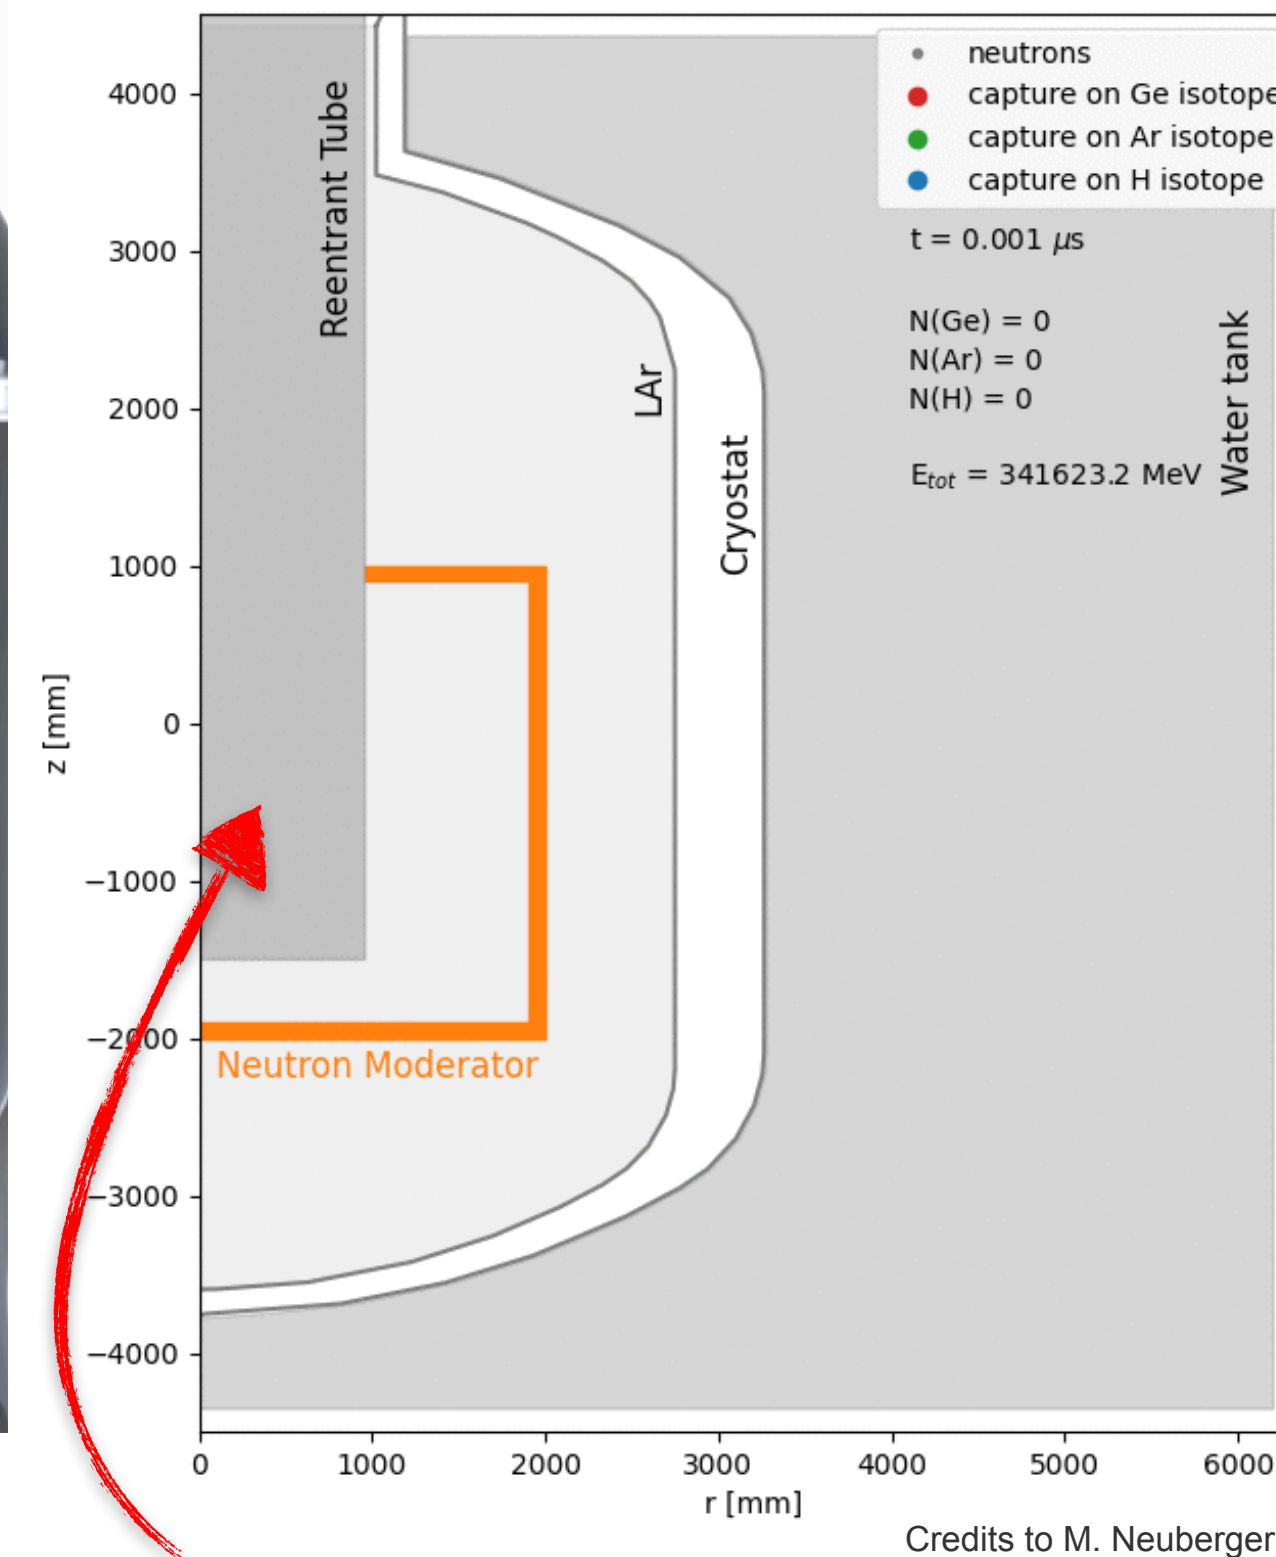 neutrons
capture on Ge isotope
capture on Ar isotope
capture on H isotope
t = 0.001 μs
N(Ge) = 0
N(Ar) = 0
N(H) = 0
E_tot = 341623.2 MeV
Reentrant Tube
LAr
Cryostat
Water tank
Neutron Moderator
z [mm]
4000
3000
2000
1000
0
−1000
−2000
−3000
−4000
0 1000 2000 3000 4000 5000 6000
r [mm]
Credits to M. Neuberger